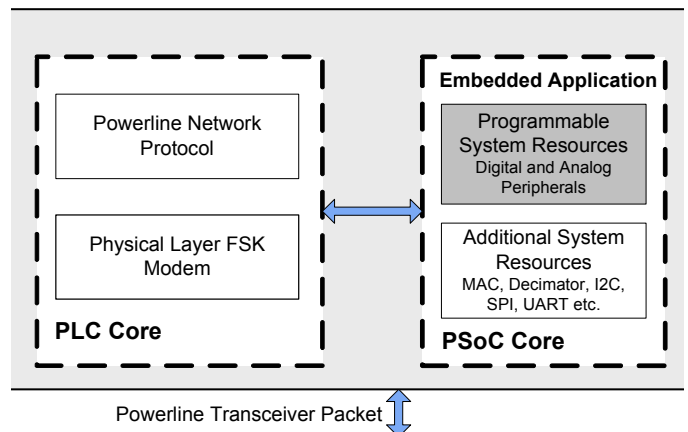 Powerline Network
Protocol
Physical Layer FSK
Modem
PLC Core
Embedded Application
Programmable
System Resources
Digital and Analog
Peripherals
Additional System
Resources
MAC, Decimator, I2C,
SPI, UART etc.
PSoC Core
Powerline Transceiver Packet